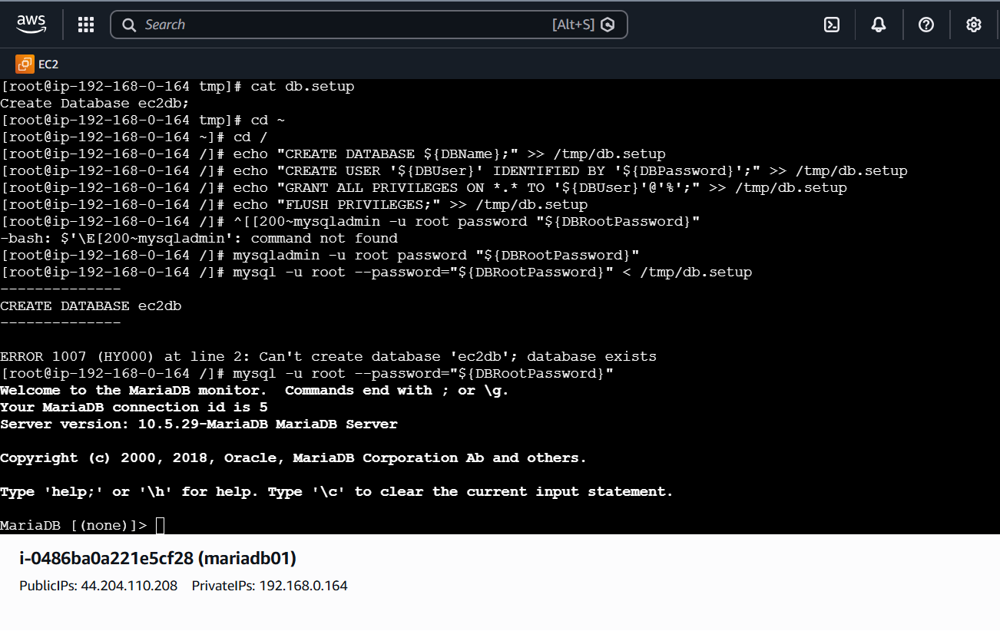 aws
Search [Alt+S]
EC2
[root@ip-192-168-0-164 tmp]# cat db.setup
Create Database ec2db;
[root@ip-192-168-0-164 tmp]# cd ~
[root@ip-192-168-0-164 ~]# cd /
[root@ip-192-168-0-164 /]# echo "CREATE DATABASE ${DBName};" >> /tmp/db.setup
[root@ip-192-168-0-164 /]# echo "CREATE USER '${DBUser}' IDENTIFIED BY '${DBPassword}';" >> /tmp/db.setup
[root@ip-192-168-0-164 /]# echo "GRANT ALL PRIVILEGES ON *.* TO '${DBUser}'@'%';" >> /tmp/db.setup
[root@ip-192-168-0-164 /]# echo "FLUSH PRIVILEGES;" >> /tmp/db.setup
[root@ip-192-168-0-164 /]# ^[[200~mysqladmin -u root password "${DBRootPassword}"
-bash: $'\E[200~mysqladmin': command not found
[root@ip-192-168-0-164 /]# mysqladmin -u root password "${DBRootPassword}"
[root@ip-192-168-0-164 /]# mysql -u root --password="${DBRootPassword}" < /tmp/db.setup
--------------
CREATE DATABASE ec2db
--------------
ERROR 1007 (HY000) at line 2: Can't create database 'ec2db'; database exists
[root@ip-192-168-0-164 /]# mysql -u root --password="${DBRootPassword}"
Welcome to the MariaDB monitor.  Commands end with ; or \g.
Your MariaDB connection id is 5
Server version: 10.5.29-MariaDB MariaDB Server
Copyright (c) 2000, 2018, Oracle, MariaDB Corporation Ab and others.
Type 'help;' or '\h' for help. Type '\c' to clear the current input statement.
MariaDB [(none)]>
i-0486ba0a221e5cf28 (mariadb01)
PublicIPs: 44.204.110.208 PrivateIPs: 192.168.0.164